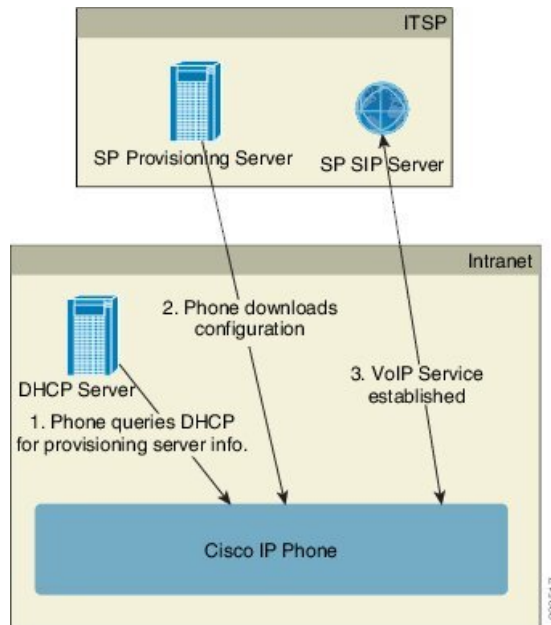 ITSP
SP Provisioning Server
SP SIP Server
Intranet
2. Phone downloads
configuration
DHCP Server
3. VoIP Service
established
1. Phone queries DHCP
for provisioning server info.
Cisco IP Phone